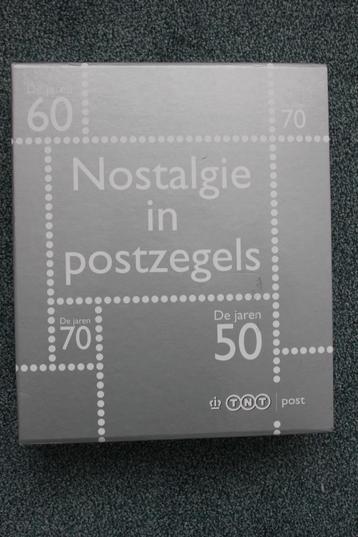 De jaren
60
70
Nostalgie
in
postzegels
De jaren
70
De jaren
50
TNT post